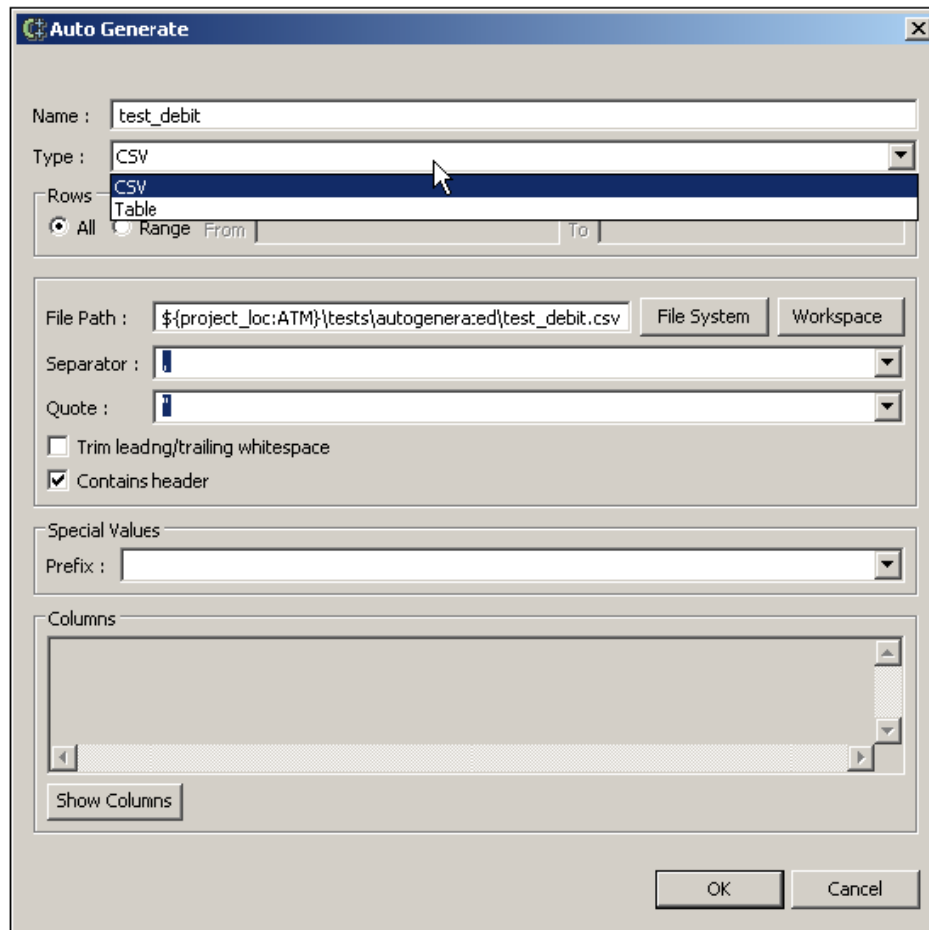 Auto Generate
Name : test_debit
Type : CSV
CSV
Table
Rows
All Range From To
File Path : ${project_loc:ATM}\tests\autogenerated\test_debit.csv File System Workspace
Separator : ,
Quote : "
Trim leading/trailing whitespace
Contains header
Special Values
Prefix :
Columns
Show Columns
OK Cancel